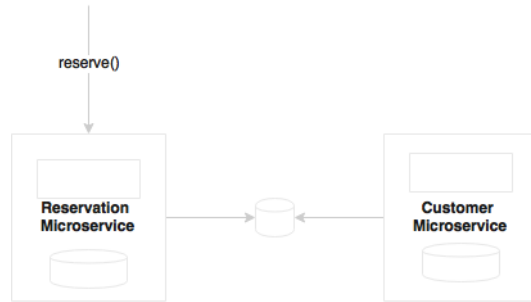 reserve()
Reservation
Microservice
Customer
Microservice